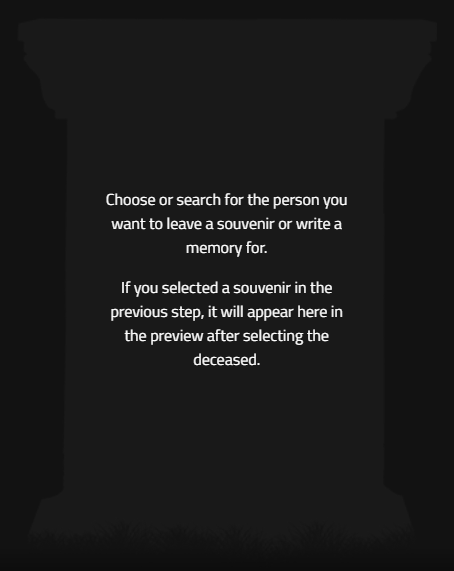 Choose or search for the person you
want to leave a souvenir or write a
memory for.
If you selected a souvenir in the
previous step, it will appear here in
the preview after selecting the
deceased.